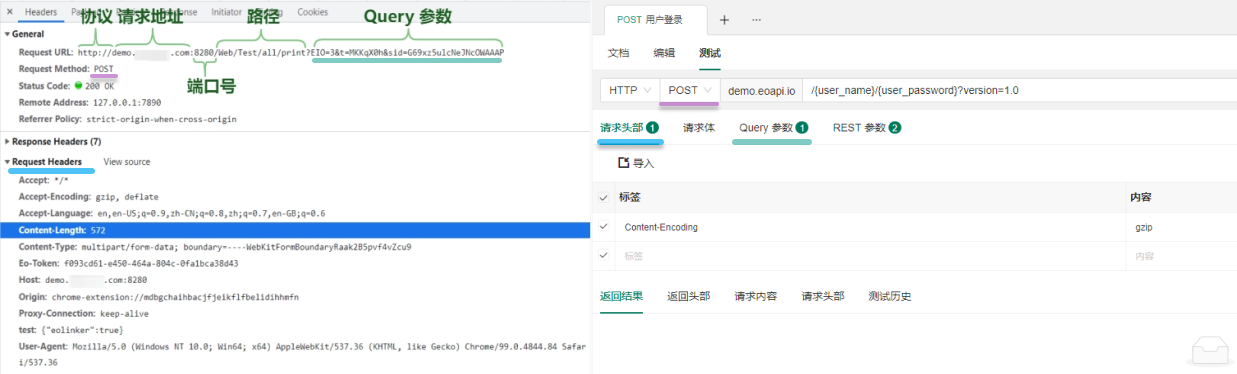 Headers
Initiator
Cookies
协议 请求地址 路径 Query 参数
General
Request URL: http://demo. .com:8280/Web/Test/all/print?EIO=3&t=MKKqX0h&sid=G69xz5ulcNeJNcOWAAAP
端口号
Request Method: POST
Status Code: 200 OK
Remote Address: 127.0.0.1:7890
Referrer Policy: strict-origin-when-cross-origin
Response Headers (7)
Request Headers View source
Accept: */*
Accept-Encoding: gzip, deflate
Accept-Language: en,en-US;q=0.9,zh-CN;q=0.8,zh;q=0.7,en-GB;q=0.6
Content-Length: 572
Content-Type: multipart/form-data; boundary=----WebKitFormBoundaryRaak2B5pvf4vZcu9
Eo-Token: f093cd61-e450-464a-804c-0fa1bca38d43
Host: demo. .com:8280
Origin: chrome-extension://mdbgchaihbacjfjeikflfbelidihhmfn
Proxy-Connection: keep-alive
test: {"eolinker":true}
User-Agent: Mozilla/5.0 (Windows NT 10.0; Win64; x64) AppleWebKit/537.36 (KHTML, like Gecko) Chrome/99.0.4844.84 Safar
i/537.36
POST 用户登录
文档 编辑 测试
HTTP POST demo.eoapi.io /{user_name}/{user_password}?version=1.0
请求头部 1 请求体 Query 参数 1 REST 参数 2
导入
标签 内容
Content-Encoding gzip
标签 内容
返回结果 返回头部 请求内容 请求头部 测试历史